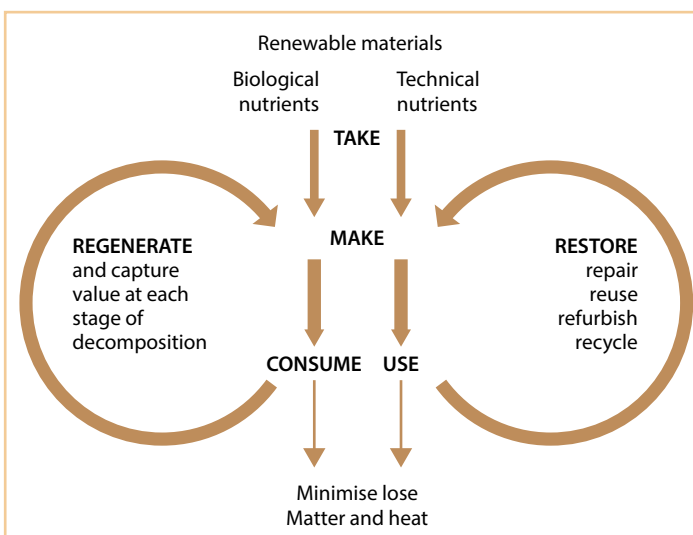 Renewable materials
Biological
nutrients
Technical
nutrients
TAKE
MAKE
REGENERATE
and capture
value at each
stage of
decomposition
RESTORE
repair
reuse
refurbish
recycle
CONSUME USE
Minimise lose
Matter and heat